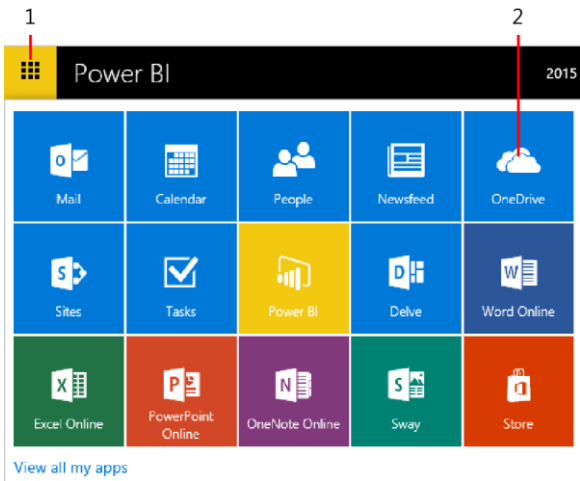 1 2
Power BI 2015
Mail Calendar People Newsfeed OneDrive
Sites Tasks Power BI Delve Word Online
Excel Online PowerPoint Online OneNote Online Sway Store
View all my apps